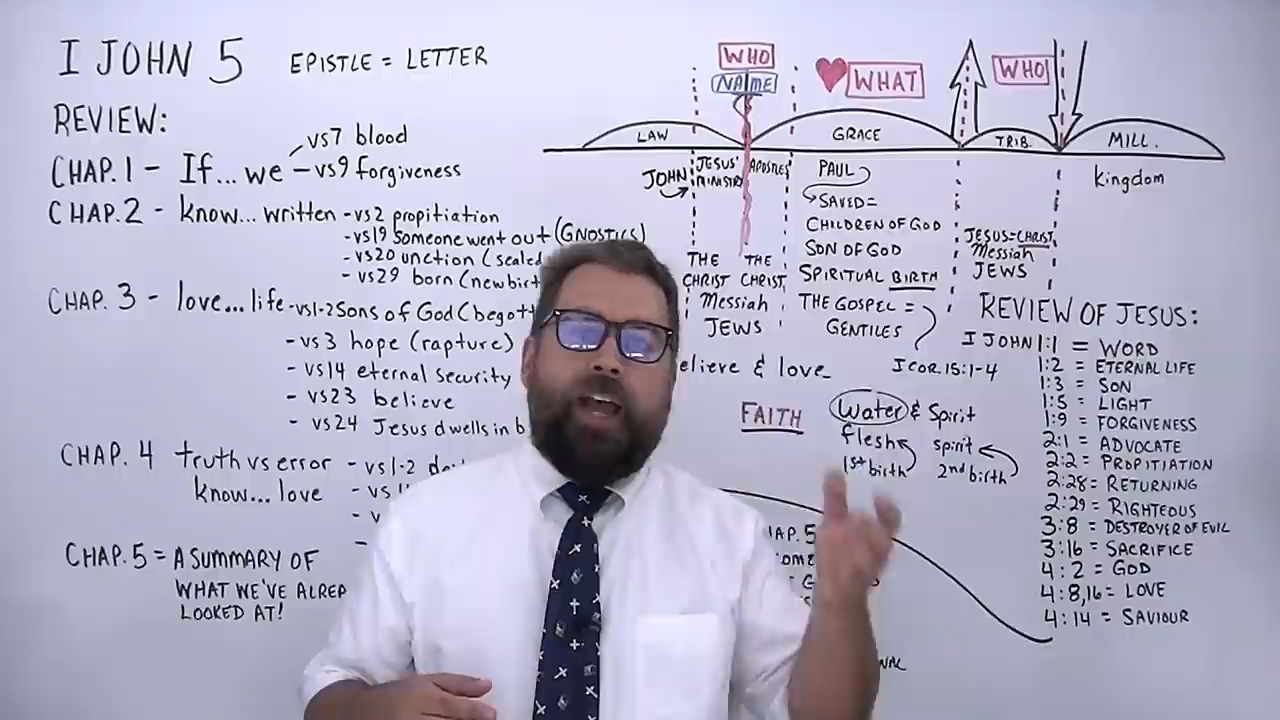 I JOHN 5 EPISTLE = LETTER
REVIEW:
CHAP. 1 - If... we
vs7 blood
- vs9 forgiveness
CHAP. 2 - know... written - vs2 propitiation
- vs19 someone went out (GNOSTICS)
- vs20 unction (sealed
- vs29 born (newbirt
CHAP. 3 - love... life - vs1-2 Sons of God (begott
- vs3 hope (rapture)
- vs14 eternal security
- vs23 believe
- vs24 Jesus dwells in
CHAP. 4 truth vs error - vs1-2
know... love
CHAP. 5 = A SUMMARY OF
WHAT WE'VE
LOOKED AT!
WHO
NAME
WHAT
WHO
LAW
GRACE
TRIB.
MILL.
JOHN
JESUS'
MINISTRY
APOSTLES
PAUL
Kingdom
SAVED =
CHILDREN OF GOD
SON OF GOD
SPIRITUAL BIRTH
THE GOSPEL =
GENTILES
THE THE
CHRIST CHRIST
Messiah
JEWS
JESUS = CHRIST
Messiah
JEWS
believe & love
I COR. 15:1-4
FAITH
Water & Spirit
flesh spirit
1st birth 2nd birth
REVIEW OF JESUS:
I JOHN 1:1 = WORD
1:2 = ETERNAL LIFE
1:3 = SON
1:5 = LIGHT
1:9 = FORGIVENESS
2:1 = ADVOCATE
2:2 = PROPITIATION
2:28 = RETURNING
2:29 = RIGHTEOUS
3:8 = DESTROYER OF EVIL
3:16 = SACRIFICE
4:2 = GOD
4:8,16 = LOVE
4:14 = SAVIOUR